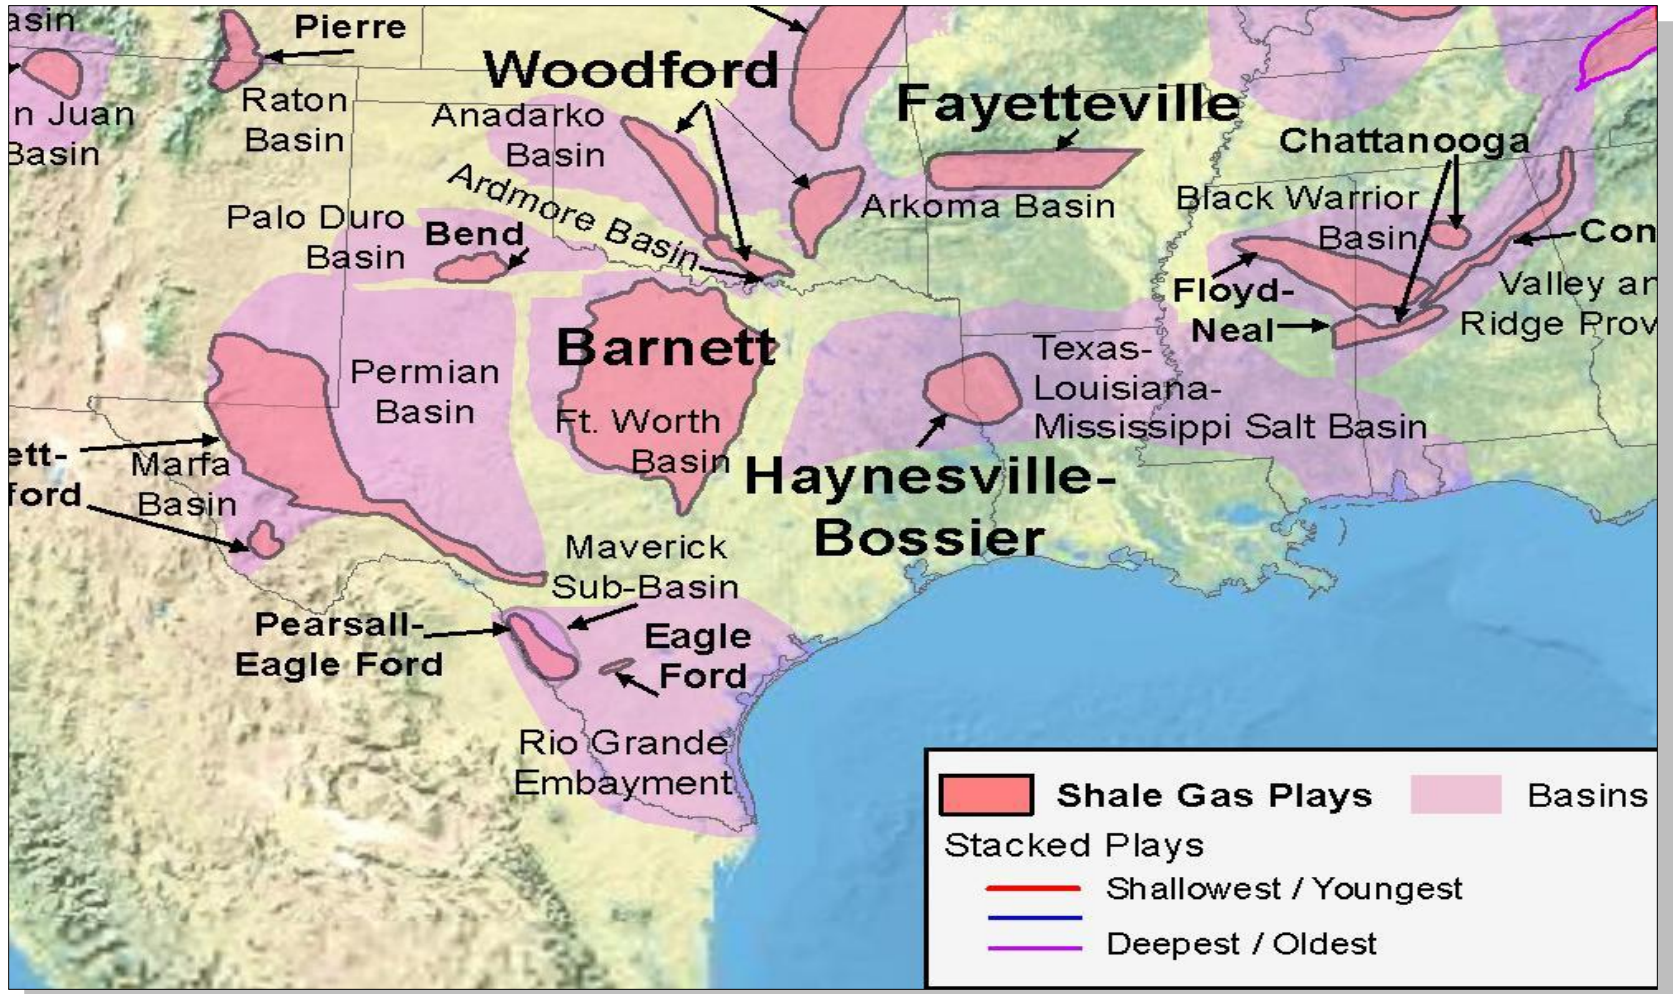 asin
Pierre
Woodford
Raton
Basin
n Juan
Basin
Anadarko
Basin
Fayetteville
Chattanooga
Ardmore Basin
Arkoma Basin
Black Warrior
Basin
Palo Duro
Basin
Bend
Con
Floyd-
Neal
Valley an
Ridge Prov
Barnett
Permian
Basin
Texas-
Louisiana-
Mississippi Salt Basin
Ft. Worth
Basin
ett-
ford
Marfa
Basin
Haynesville-
Bossier
Maverick
Sub-Basin
Pearsall-
Eagle Ford
Eagle
Ford
Rio Grande
Embayment
Shale Gas Plays
Basins
Stacked Plays
Shallowest / Youngest
Deepest / Oldest